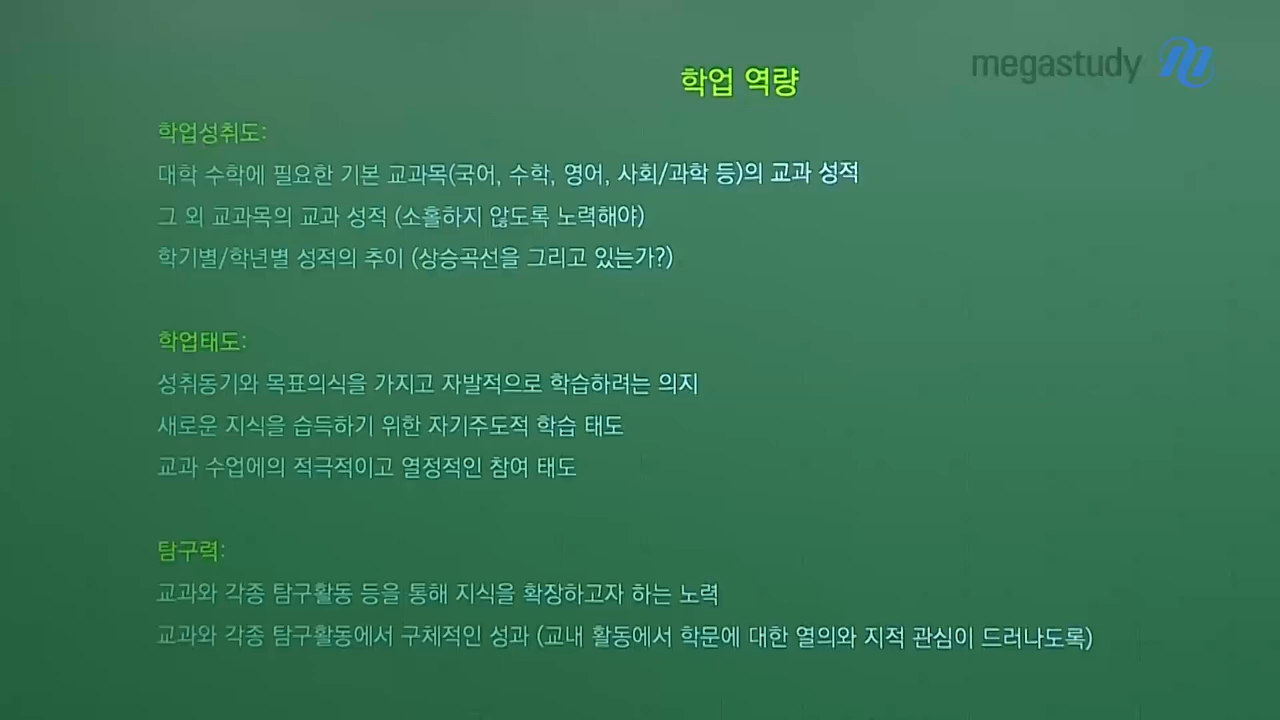 megastudy
학업 역량
학업성취도:
대학 수학에 필요한 기본 교과목(국어, 수학, 영어, 사회/과학 등)의 교과 성적
그 외 교과목의 교과 성적 (소홀하지 않도록 노력해야)
학기별/학년별 성적의 추이 (상승곡선을 그리고 있는가?)
학업태도:
성취동기와 목표의식을 가지고 자발적으로 학습하려는 의지
새로운 지식을 습득하기 위한 자기주도적 학습 태도
교과 수업에의 적극적이고 열정적인 참여 태도
탐구력:
교과와 각종 탐구활동 등을 통해 지식을 확장하고자 하는 노력
교과와 각종 탐구활동에서 구체적인 성과 (교내 활동에서 학문에 대한 열의와 지적 관심이 드러나도록)